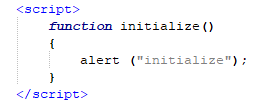 <script>
function initialize()
{
alert ("initialize");
}
</script>